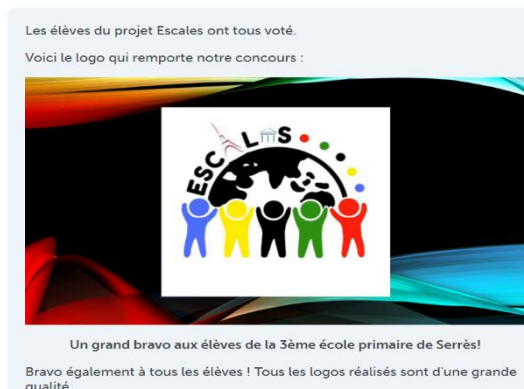 Les élèves du projet Escales ont tous voté.
Voici le logo qui remporte notre concours :
ESCALES
Un grand bravo aux élèves de la 3ème école primaire de Serrès!
Bravo également à tous les élèves ! Tous les logos réalisés sont d'une grande
qualité